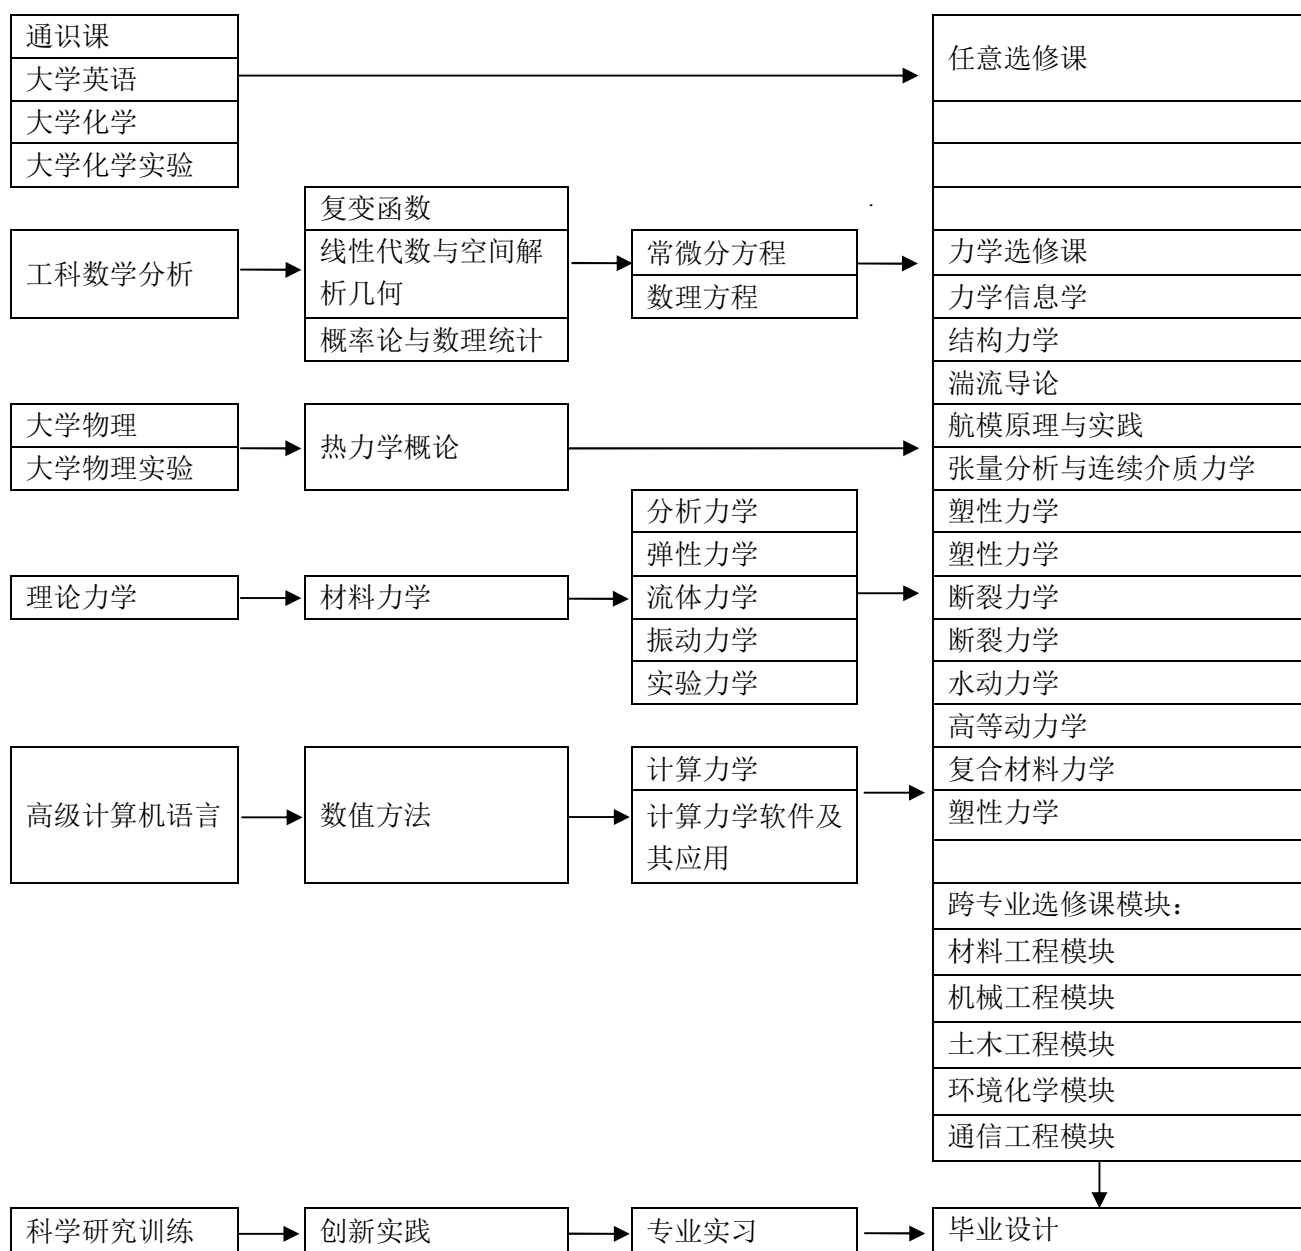 通识课
大学英语
大学化学
大学化学实验
任意选修课
工科数学分析
复变函数
线性代数与空间解
析几何
概率论与数理统计
常微分方程
数理方程
力学选修课
力学信息学
结构力学
湍流导论
航模原理与实践
张量分析与连续介质力学
塑性力学
塑性力学
断裂力学
断裂力学
水动力学
高等动力学
复合材料力学
塑性力学
大学物理
大学物理实验
热力学概论
理论力学
材料力学
分析力学
弹性力学
流体力学
振动力学
实验力学
高级计算机语言
数值方法
计算力学
计算力学软件及
其应用
跨专业选修课模块：
材料工程模块
机械工程模块
土木工程模块
环境化学模块
通信工程模块
科学研究训练
创新实践
专业实习
毕业设计